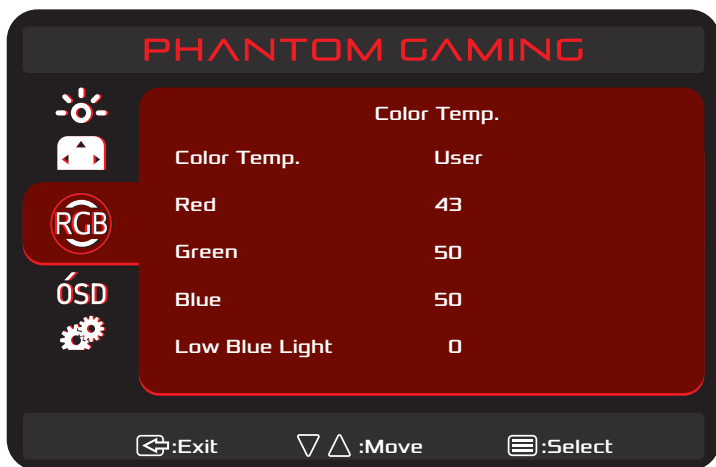 PHANTOM GAMING
Color Temp.
Color Temp. User
Red 43
RGB
Green 50
ÓSD
Blue 50
Low Blue Light 0
:Exit :Move :Select